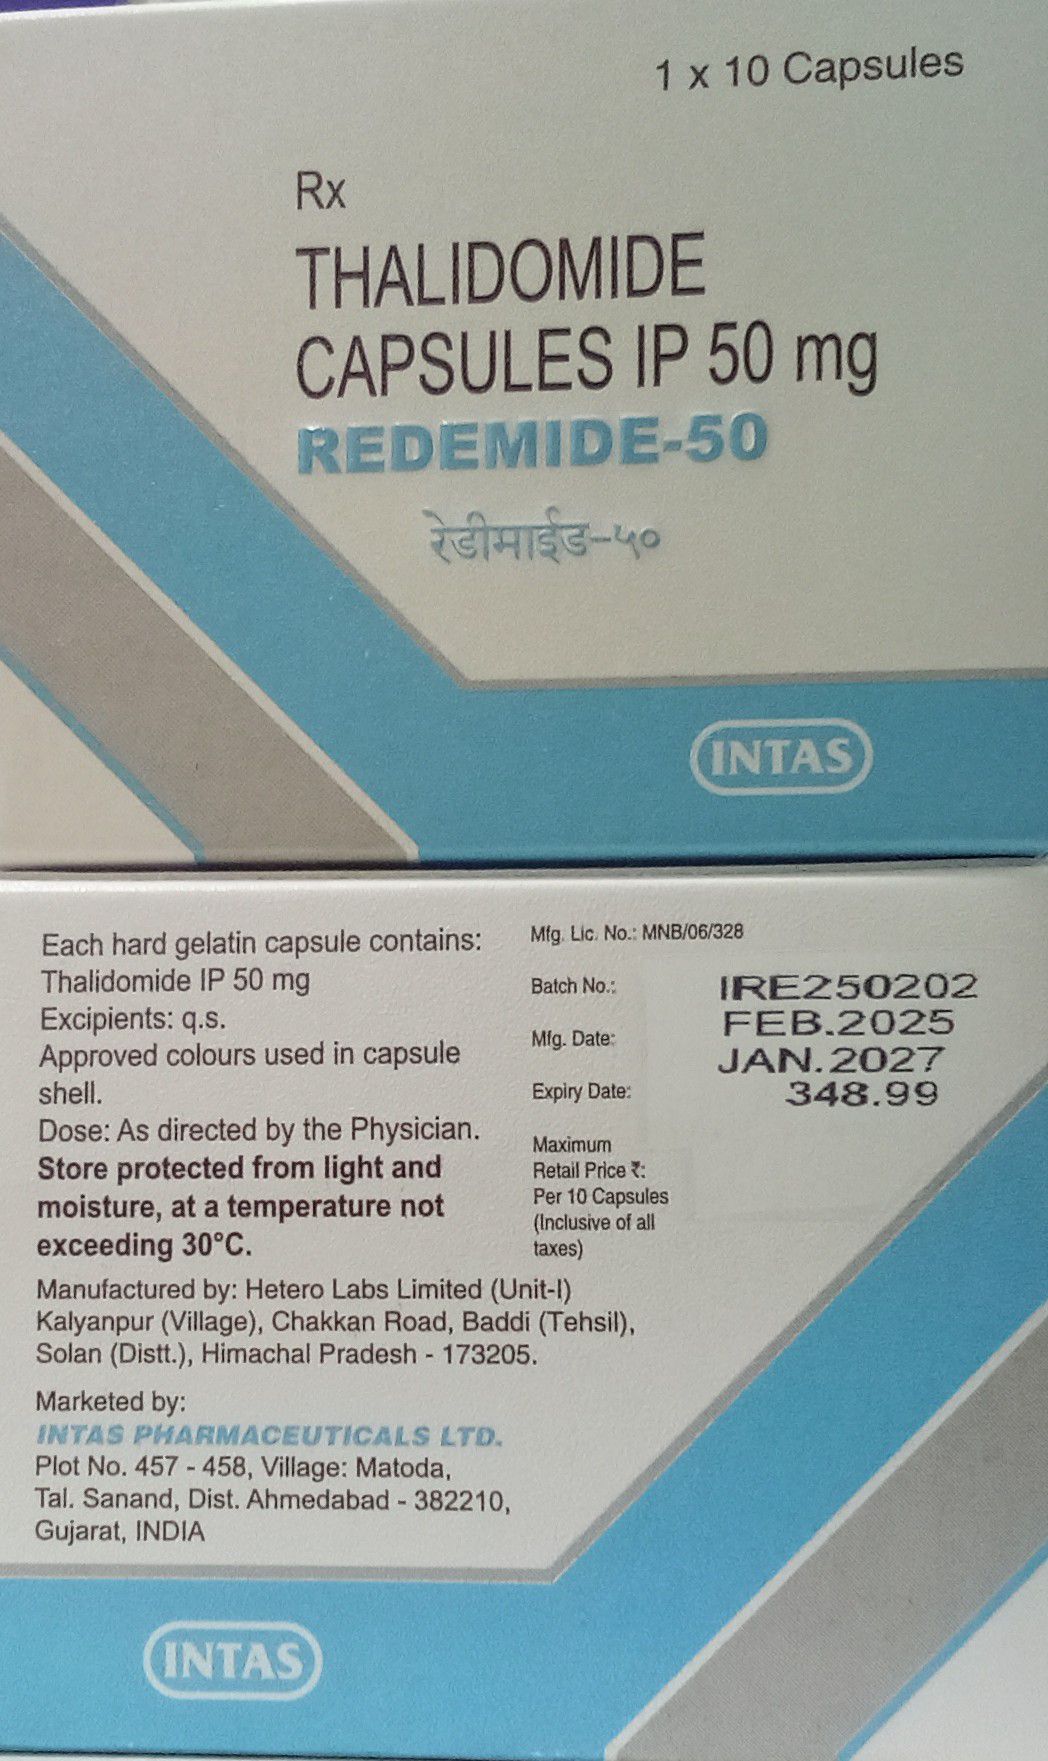 1 x 10 Capsules
Rx
THALIDOMIDE
CAPSULES IP 50 mg
REDEMIDE-50
रेडीमाईड-५०
INTAS
Each hard gelatin capsule contains:
Thalidomide IP 50 mg
Excipients: q.s.
Approved colours used in capsule
shell.
Dose: As directed by the Physician.
Store protected from light and
moisture, at a temperature not
exceeding 30°C.
Mfg. Lic. No.: MNB/06/328
Batch No.: IRE250202
Mfg. Date: FEB.2025
Expiry Date: JAN.2027
Maximum 348.99
Retail Price ₹:
Per 10 Capsules
(Inclusive of all
taxes)
Manufactured by: Hetero Labs Limited (Unit-I)
Kalyanpur (Village), Chakkan Road, Baddi (Tehsil),
Solan (Distt.), Himachal Pradesh - 173205.
Marketed by:
INTAS PHARMACEUTICALS LTD.
Plot No. 457 - 458, Village: Matoda,
Tal. Sanand, Dist. Ahmedabad - 382210,
Gujarat, INDIA
INTAS